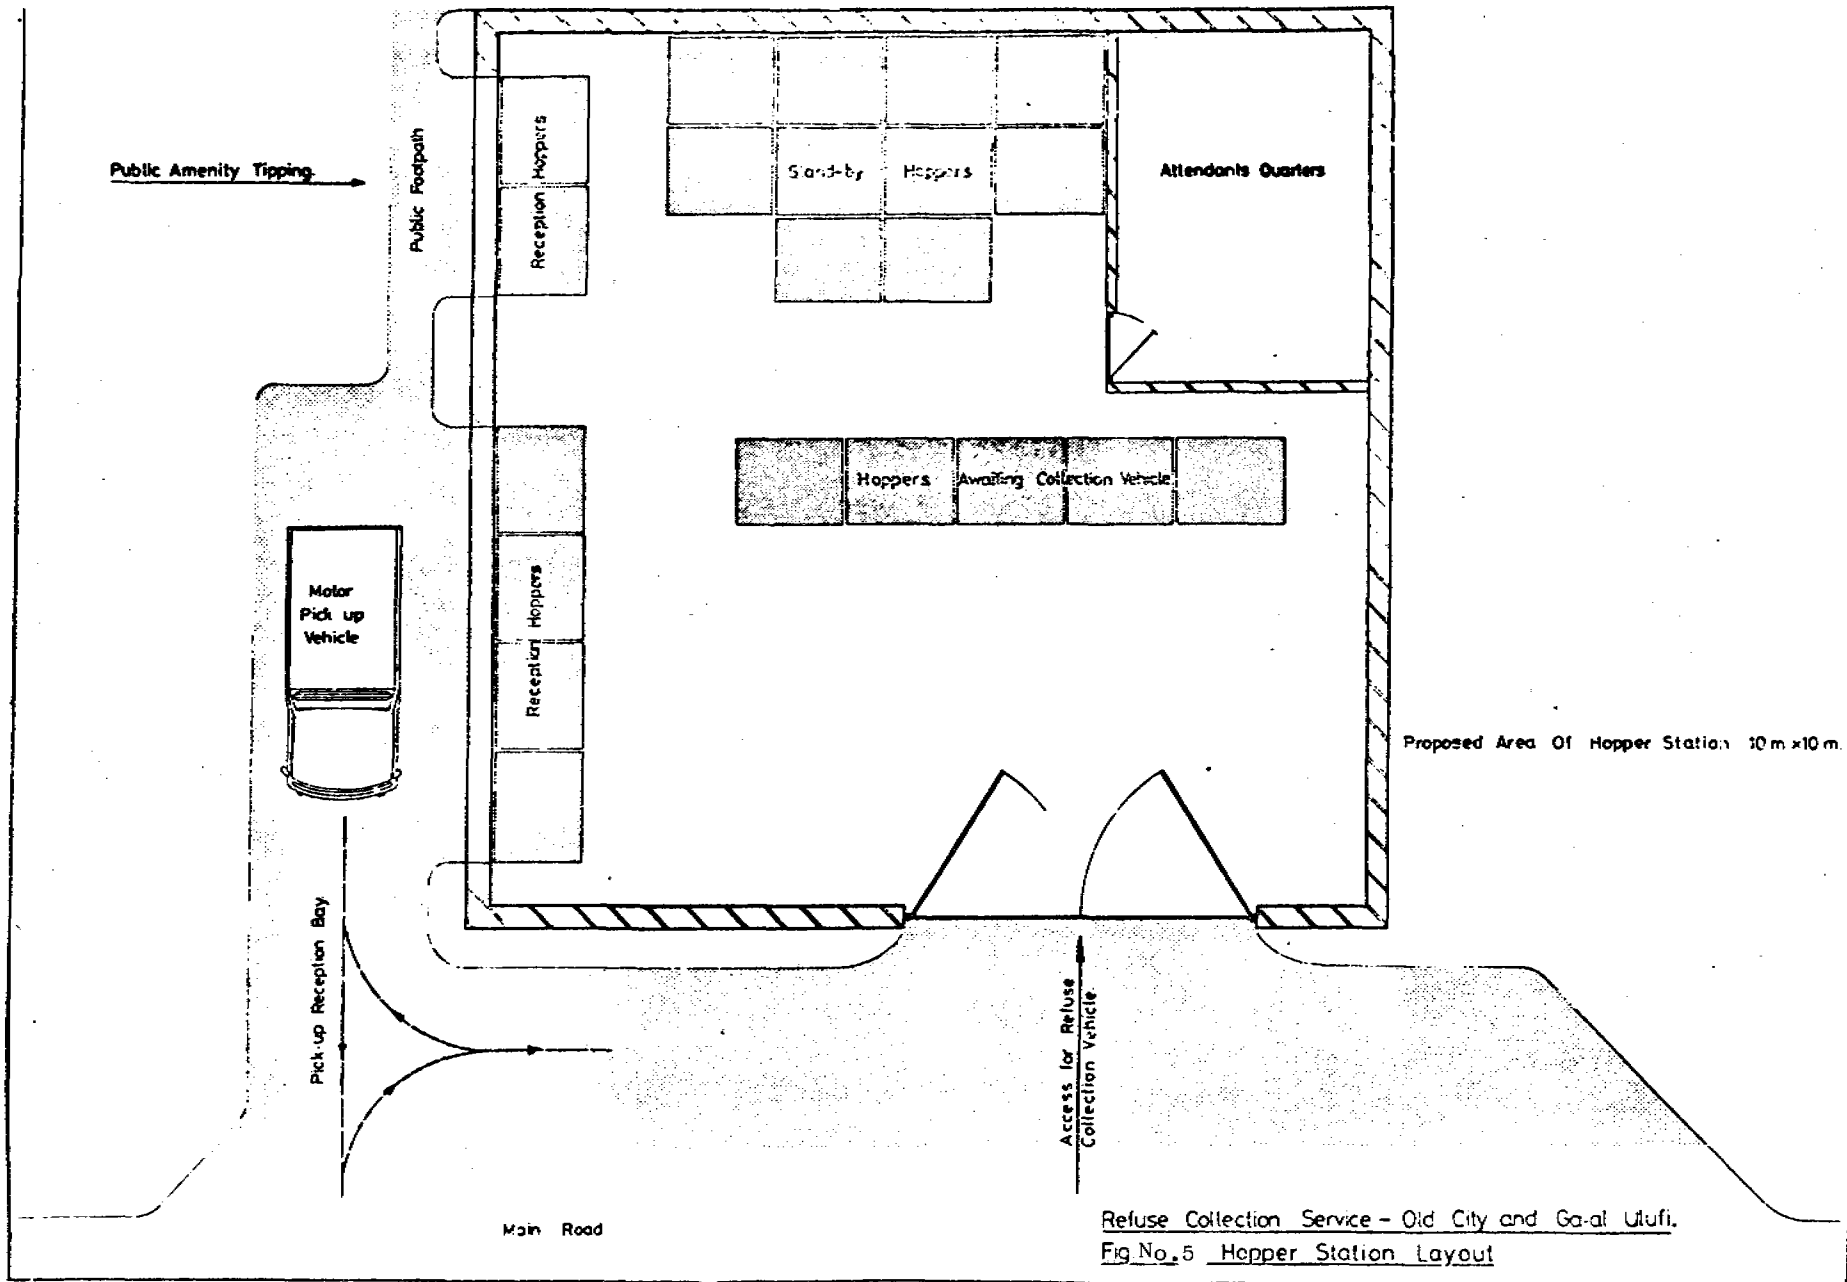 Public Amenity Tipping.
Public Footpath
Reception Hoppers
Stand-by Hoppers
Attendants Quarters
Hoppers Awaiting Collection Vehicle
Motor
Pick up
Vehicle
Reception Hoppers
Proposed Area Of Hopper Station 10 m x 10 m.
Pick-up Reception Bay
Access for Refuse
Collection Vehicle.
Main Road
Refuse Collection Service - Old City and Ga-at Ulufi.
Fig No. 5 Hopper Station Layout